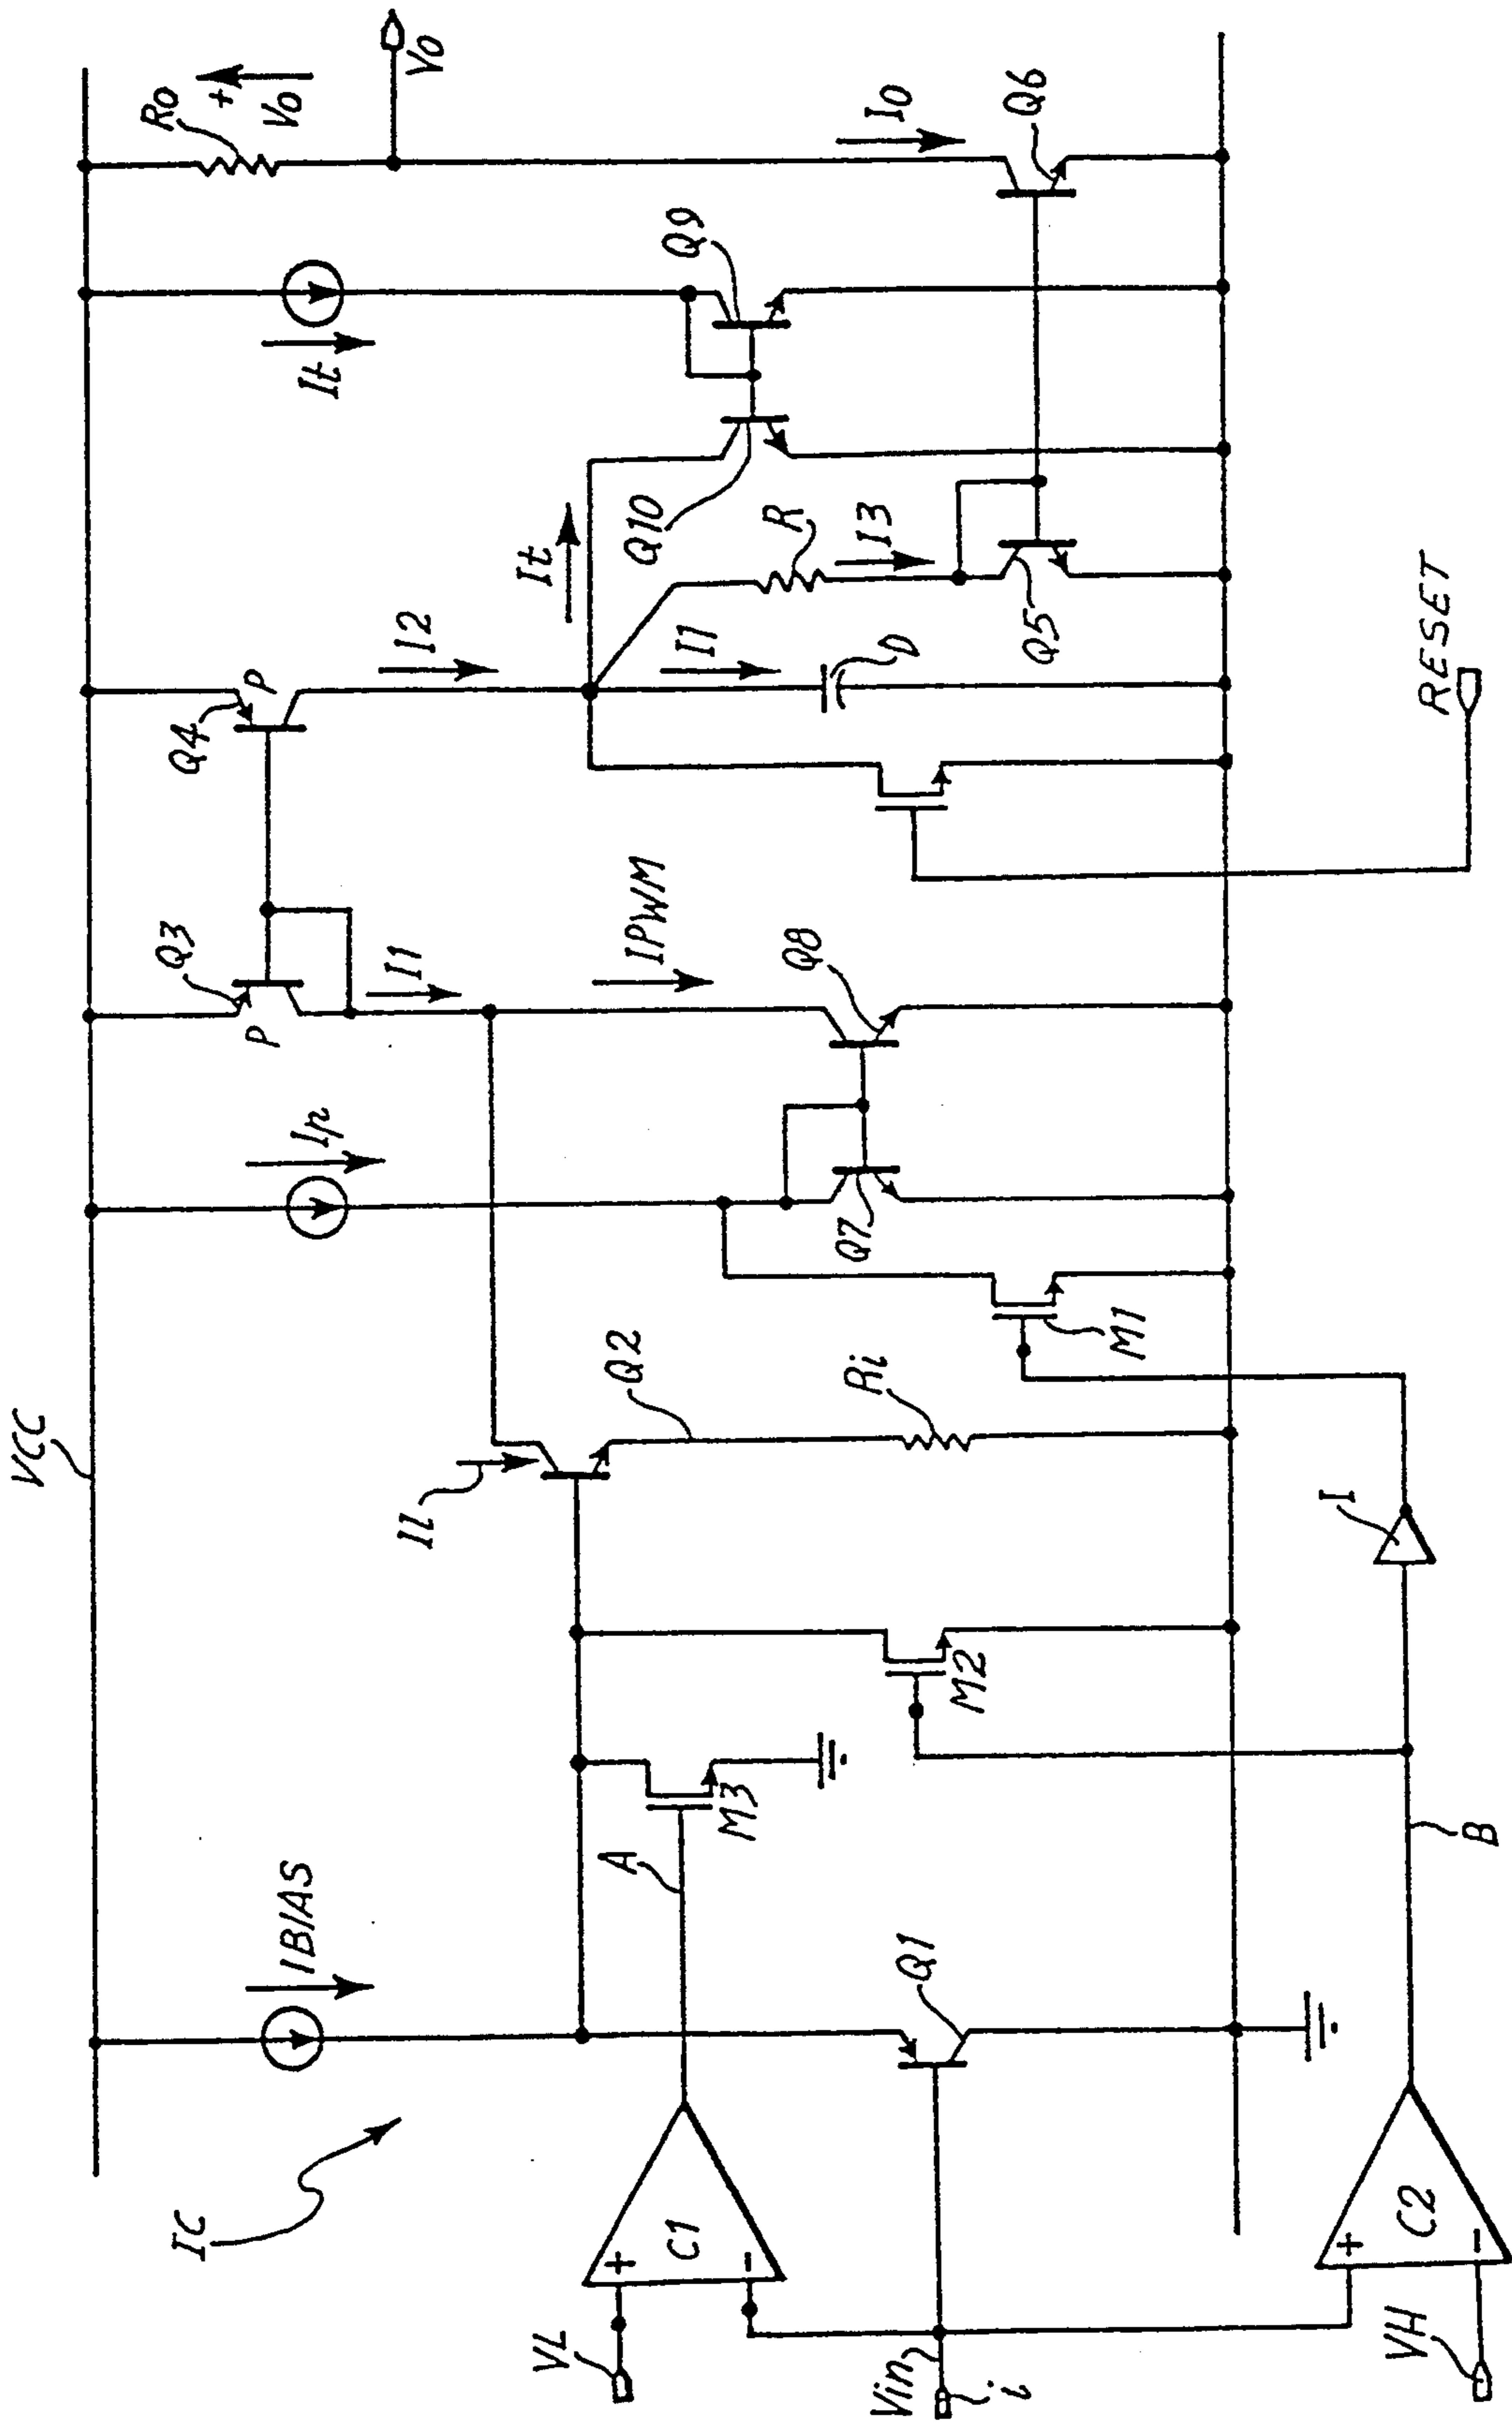 VCC
IC
IBIAS
Ip
Q3
P
Q4
P
It
Ro
+
Vo
Vo
Il
I1
I2
It
VL
+
C1
-
A
M3
Q2
IPWM
I1
Q10
Q9
Vin
i
Q1
M2
Ri
M1
Q7
Q8
D
R
I3
Q5
Io
Q6
VH
+
C2
-
B
I
RESET